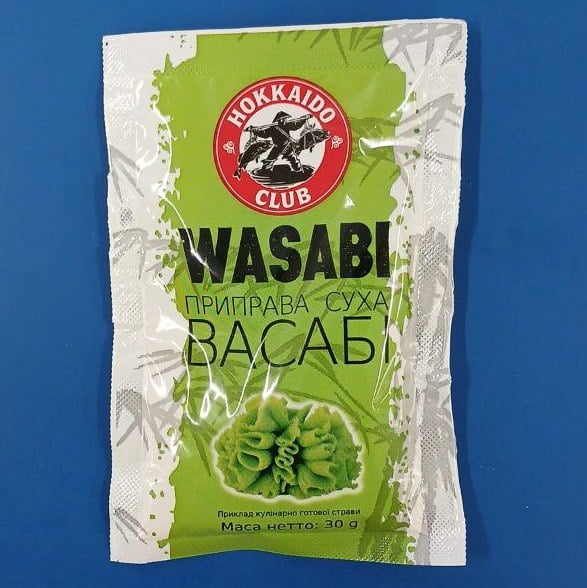 HOKKAIDO
CLUB
WASABI
ПРИПРАВА СУХА
ВАСАБІ
Приклад кулінарно готової страви
Маса нетто: 30 g